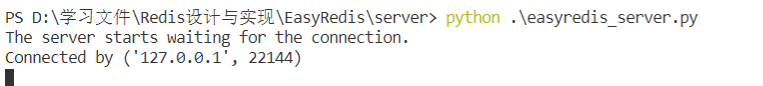 PS D:\学习文件\Redis设计与实现\EasyRedis\server> python .\easyredis_server.py
The server starts waiting for the connection.
Connected by ('127.0.0.1', 22144)